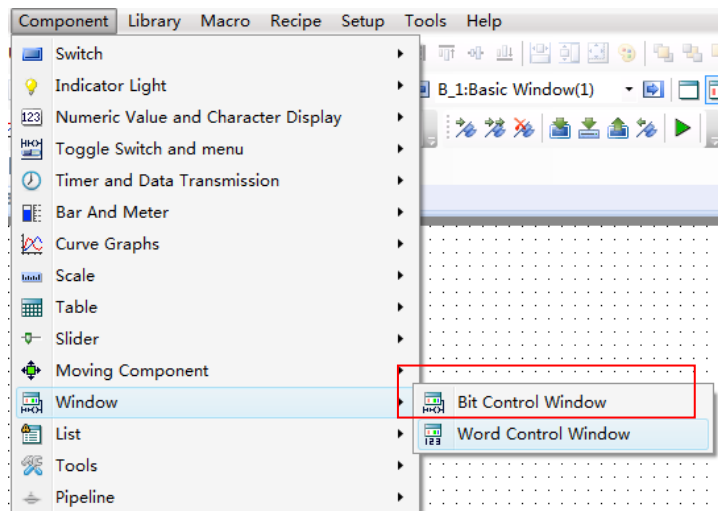 Component Library Macro Recipe Setup Tools Help
Switch
Indicator Light
B_1:Basic Window(1)
123 Numeric Value and Character Display
Toggle Switch and menu
Timer and Data Transmission
Bar And Meter
Curve Graphs
Scale
Table
Slider
Moving Component
Window
Bit Control Window
List
123 Word Control Window
Tools
Pipeline